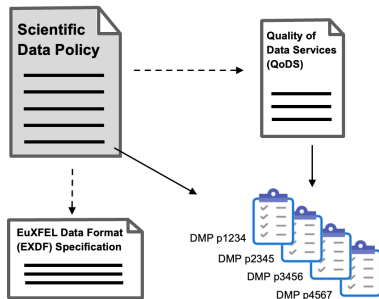 Scientific
Data Policy
Quality of
Data Services
(QoDS)
EuXFEL Data Format
(EXDF) Specification
DMP p1234
DMP p2345
DMP p3456
DMP p4567